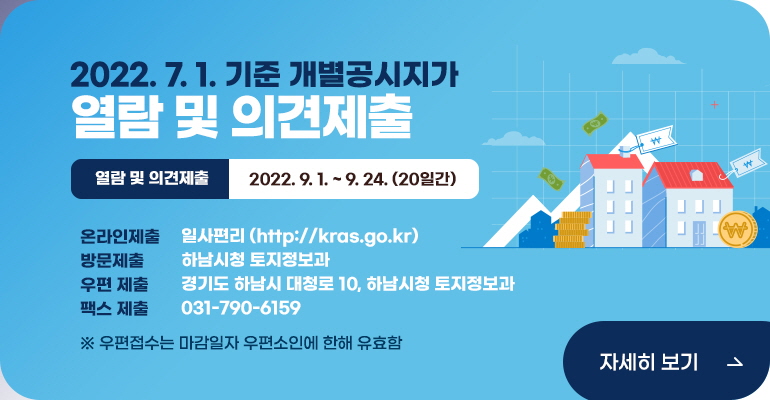 2022. 7. 1. 기준 개별공시지가
열람 및 의견제출
열람 및 의견제출 2022. 9. 1. ~ 9. 24. (20일간)
온라인제출 일사편리 (http://kras.go.kr)
방문제출 하남시청 토지정보과
우편 제출 경기도 하남시 대청로 10, 하남시청 토지정보과
팩스 제출 031-790-6159
※ 우편접수는 마감일자 우편소인에 한해 유효함
자세히 보기
₩
₩
₩